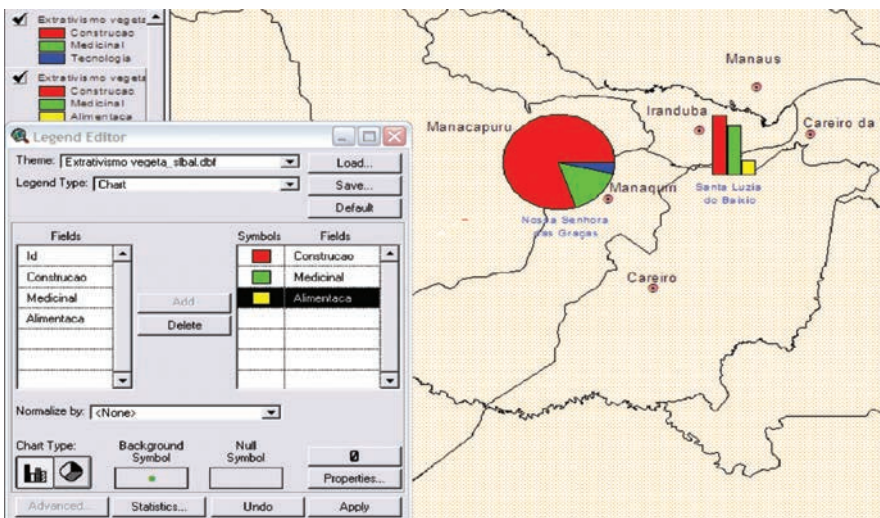 Extrativismo vegeta
Construcao
Medicinal
Tecnologia
Extrativismo vegeta
Construcao
Medicinal
Alimentaca
Legend Editor
Theme: Extrativismo vegeta_slbal.dbf
Load...
Legend Type: Chart
Save...
Default
Fields
Symbols
Fields
Id
Construcao
Medicinal
Alimentaca
Add
Delete
Construcao
Medicinal
Alimentaca
Normalize by: <None>
Chart Type:
Background
Symbol
Null
Symbol
Properties...
Advanced...
Statistics...
Undo
Apply
Manaus
Iranduba
Careiro da
Manacapuru
Manaquiri
Santa Luzia
do Baixio
Nossa Senhora
das Graças
Careiro